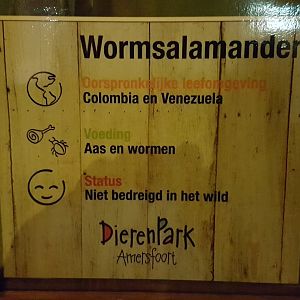 Wormsalamander
Oorspronkelijke leefomgeving
Colombia en Venezuela
Voeding
Aas en wormen
Status
Niet bedreigd in het wild
DierenPark
Amersfoort